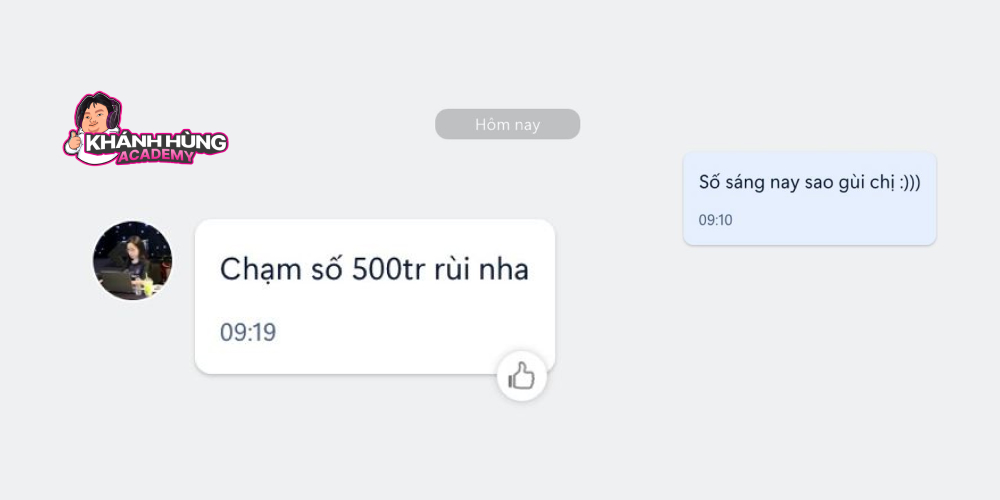 KHÁNH HÙNG
ACADEMY
Hôm nay
Số sáng nay sao gùi chị :)))
09:10
Chạm số 500tr rùi nha
09:19